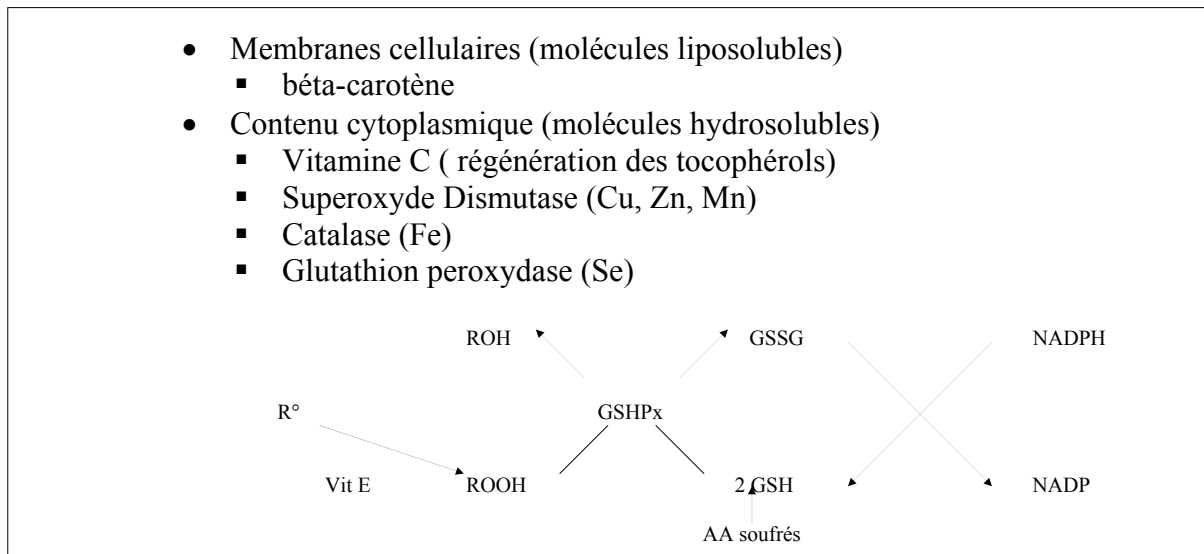 • Membranes cellulaires (molécules liposolubles)
▪ béta-carotène
• Contenu cytoplasmique (molécules hydrosolubles)
▪ Vitamine C ( régénération des tocophérols)
▪ Superoxyde Dismutase (Cu, Zn, Mn)
▪ Catalase (Fe)
▪ Glutathion peroxydase (Se)
ROH GSSG NADPH
R° GSHPx
Vit E ROOH 2 GSH NADP
AA soufrés